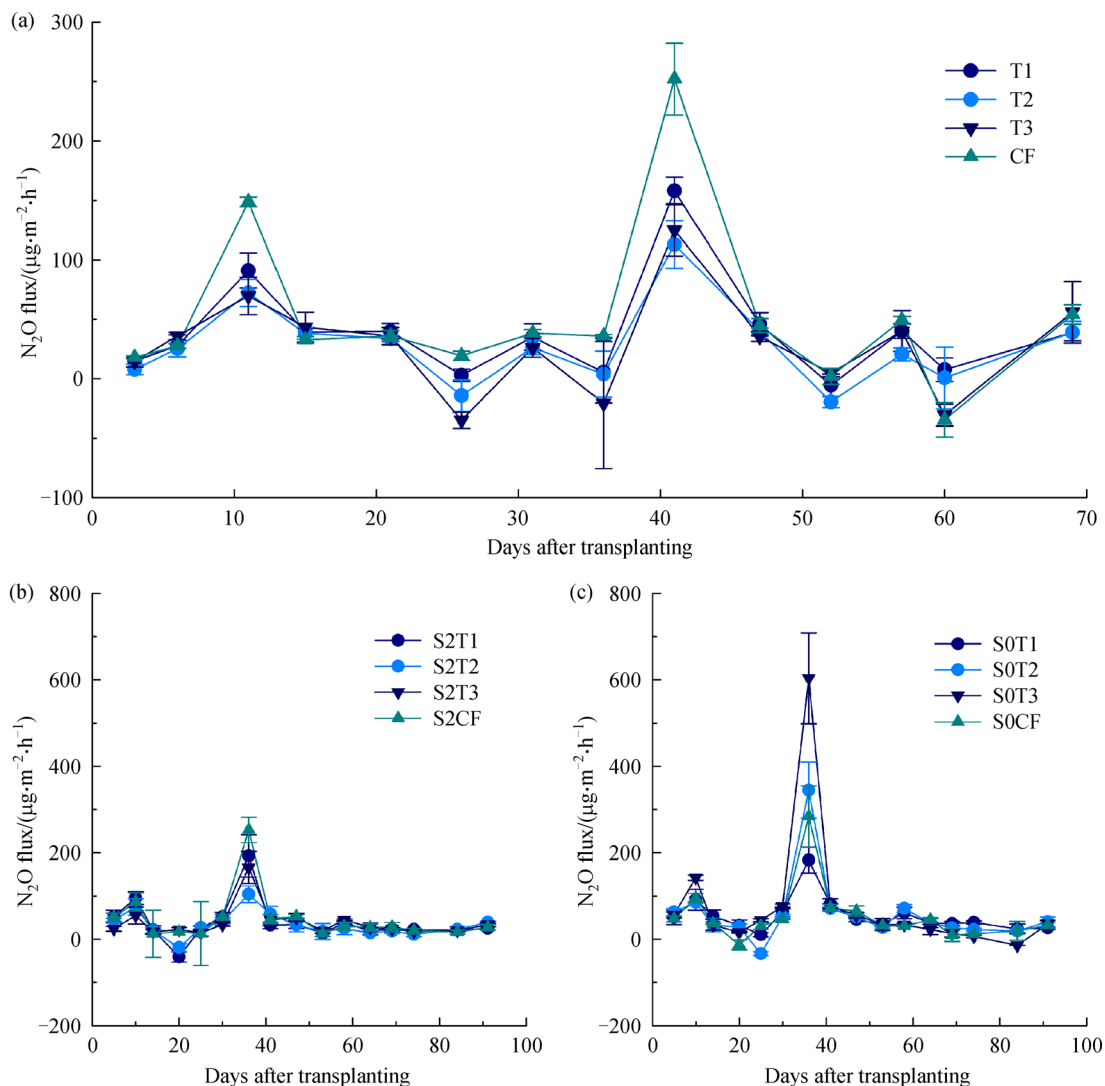 (a)
300
200
100
0
−100
N₂O flux/(μg·m⁻²·h⁻¹)
T1
T2
T3
CF
0 10 20 30 40 50 60 70
Days after transplanting
(b)
800
600
400
200
0
−200
N₂O flux/(μg·m⁻²·h⁻¹)
S2T1
S2T2
S2T3
S2CF
0 20 40 60 80 100
Days after transplanting
(c)
800
600
400
200
0
−200
N₂O flux/(μg·m⁻²·h⁻¹)
S0T1
S0T2
S0T3
S0CF
0 20 40 60 80 100
Days after transplanting